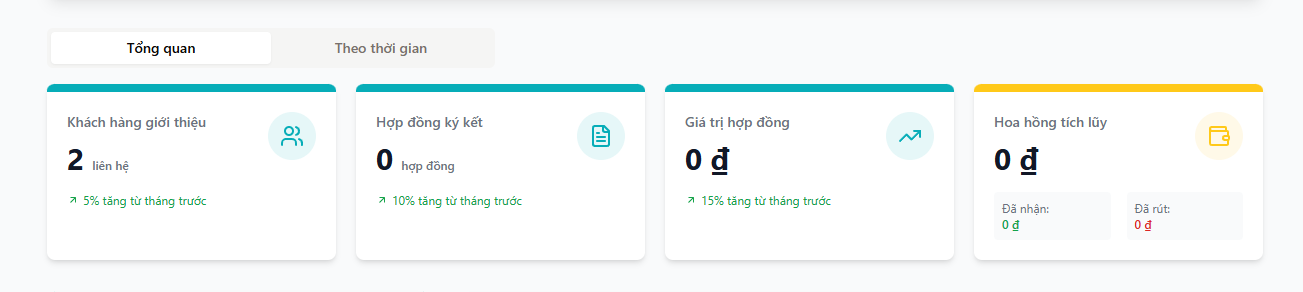 Tổng quan
Theo thời gian
Khách hàng giới thiệu
2 liên hệ
5% tăng từ tháng trước
Hợp đồng ký kết
0 hợp đồng
10% tăng từ tháng trước
Giá trị hợp đồng
0 ₫
15% tăng từ tháng trước
Hoa hồng tích lũy
0 ₫
Đã nhận:
0 ₫
Đã rút:
0 ₫